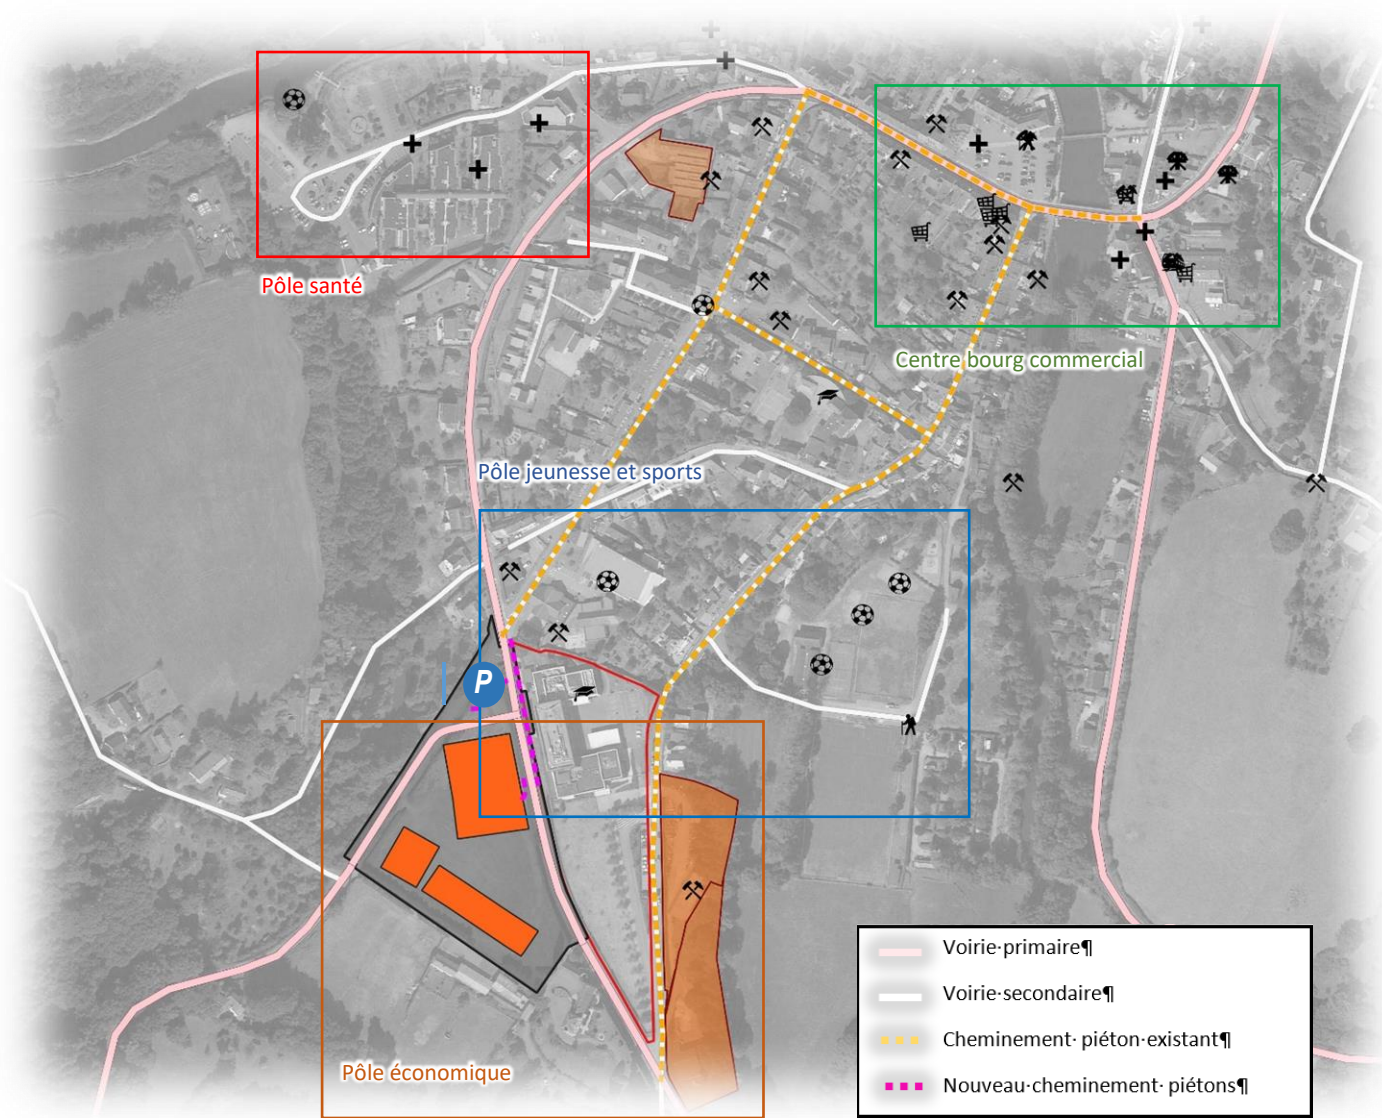 Pôle santé
Centre bourg commercial
Pôle jeunesse et sports
P
Pôle économique
Voirie·primaire¶
Voirie·secondaire¶
Cheminement· piéton·existant¶
Nouveau·cheminement· piétons¶